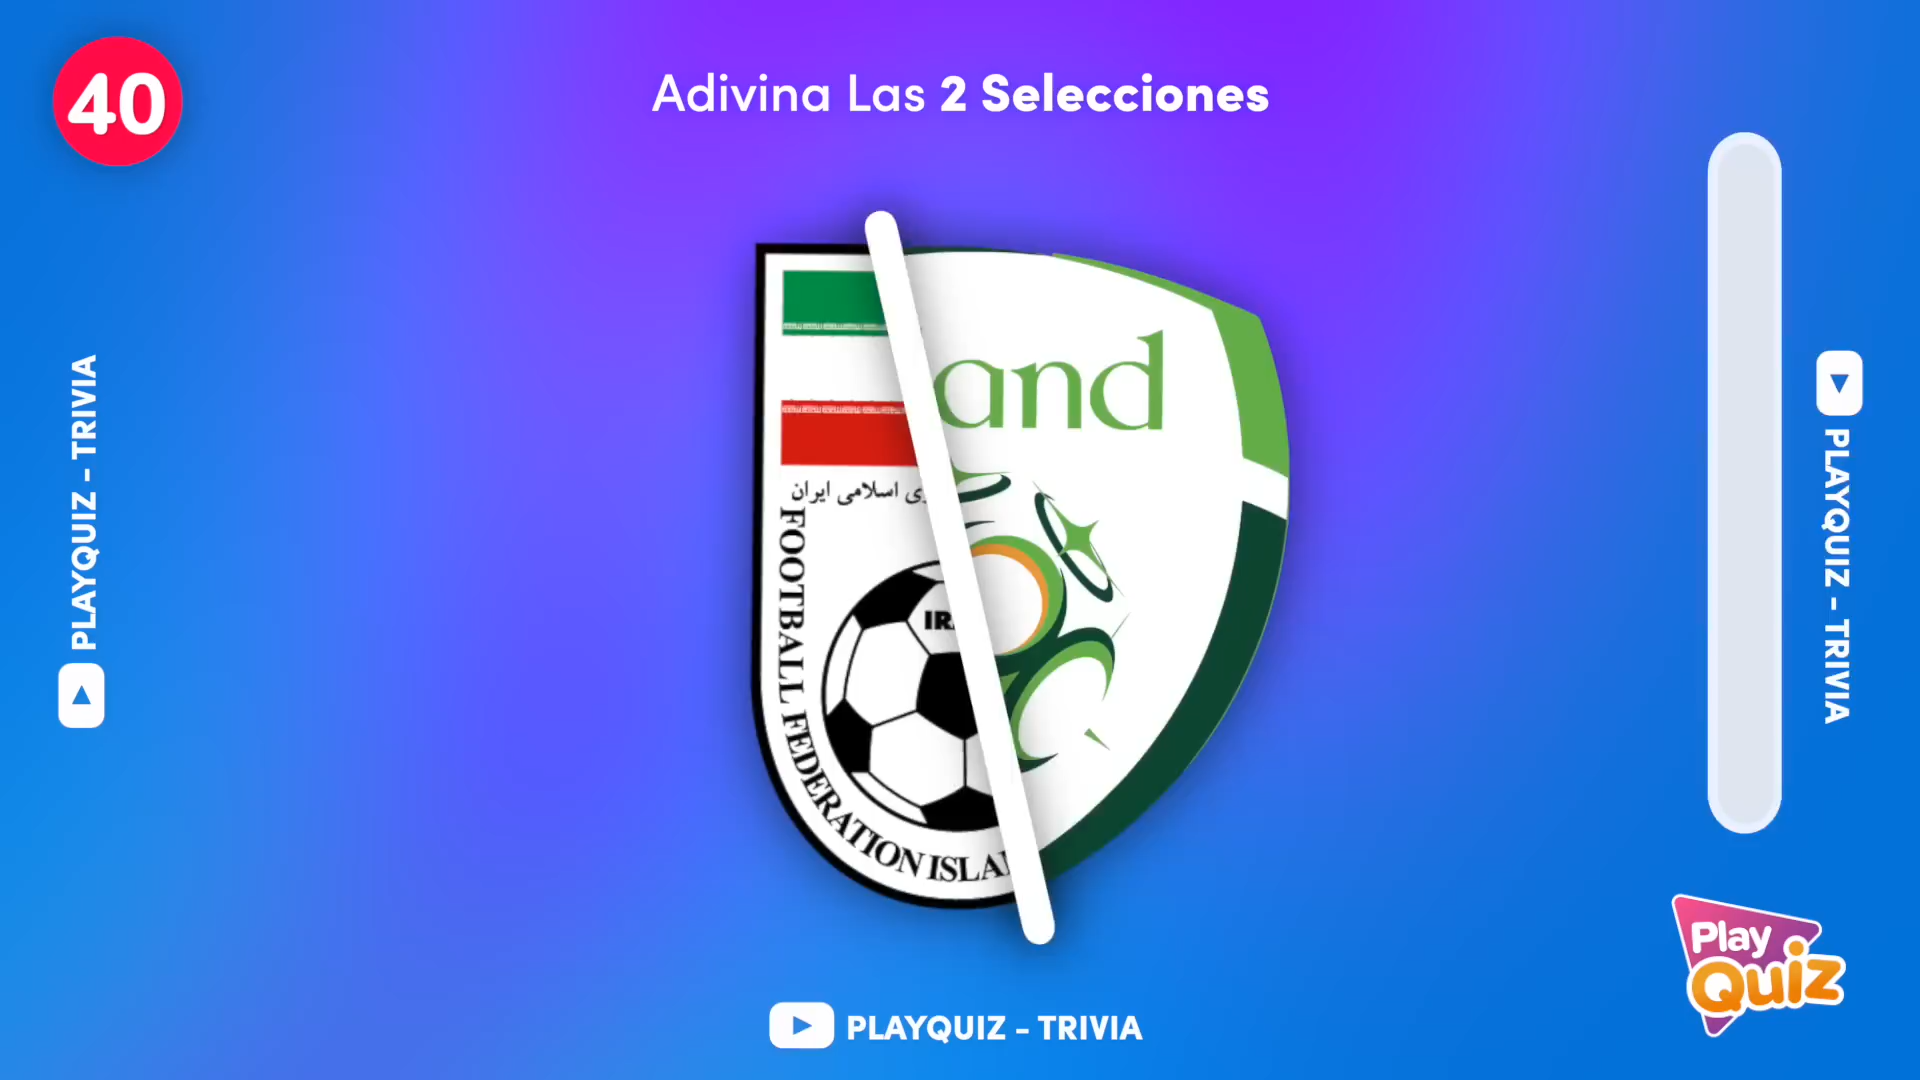 40
Adivina Las 2 Selecciones
and
ی اسلامی ایران
FOOTBALL FEDERATION ISLA
IR
PLAYQUIZ - TRIVIA
PLAYQUIZ - TRIVIA
PLAYQUIZ - TRIVIA
Play
Quiz